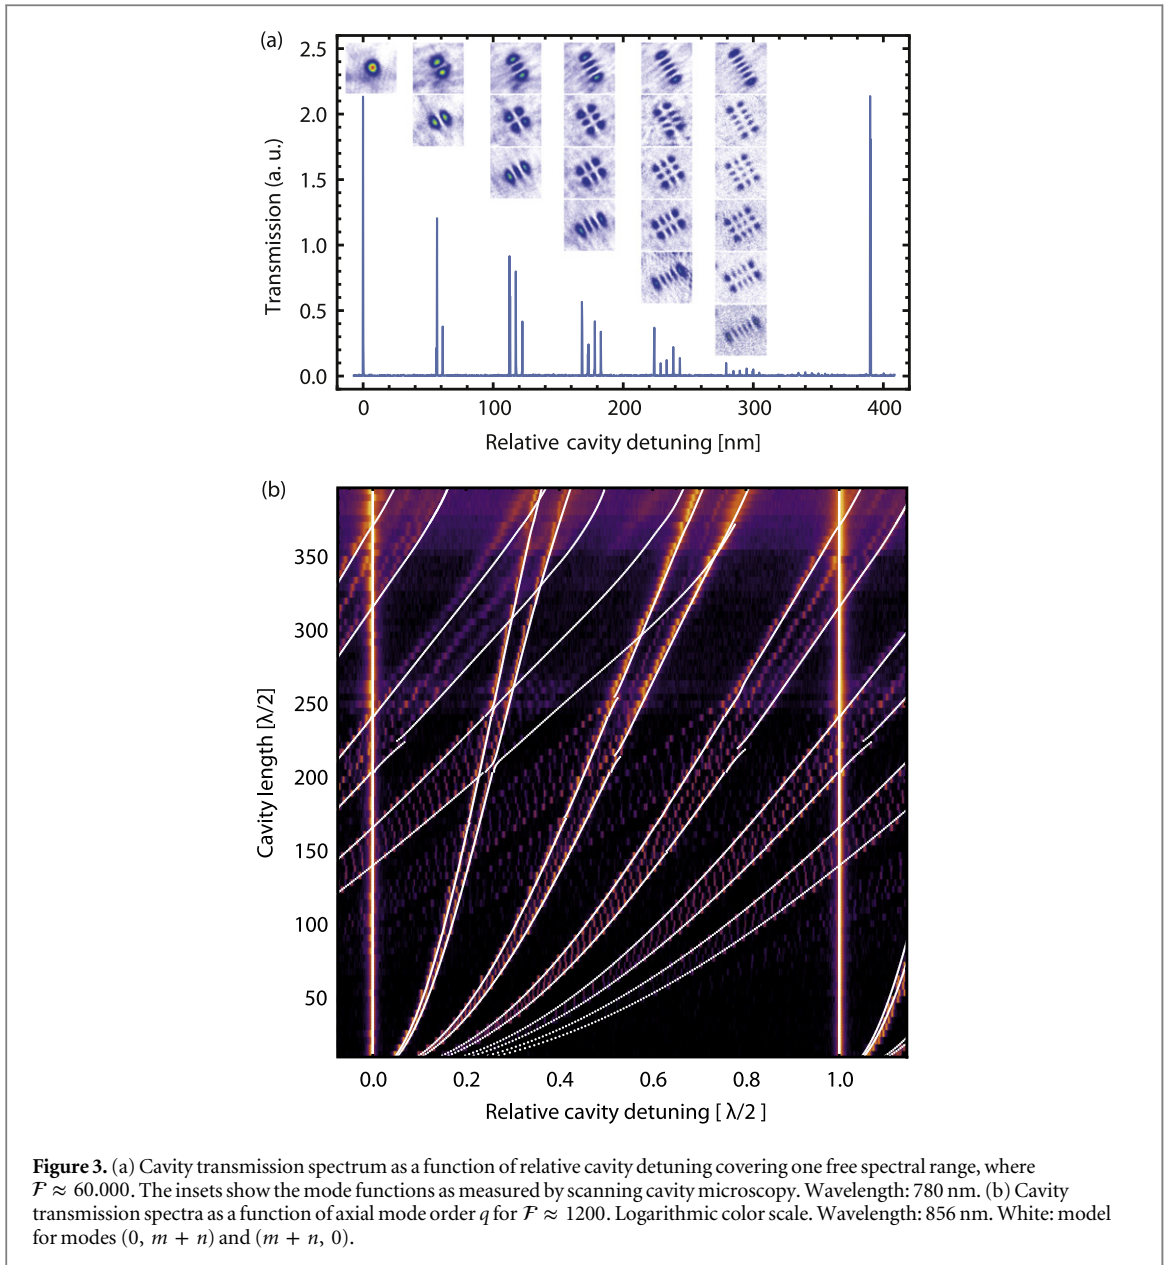 (a)
2.5
2.0
1.5
1.0
0.5
0.0
Transmission (a. u.)
0
100
200
300
400
Relative cavity detuning [nm]
(b)
350
300
250
200
150
100
50
Cavity length [λ/2]
0.0
0.2
0.4
0.6
0.8
1.0
Relative cavity detuning [ λ/2 ]
Figure 3. (a) Cavity transmission spectrum as a function of relative cavity detuning covering one free spectral range, where
ℱ ≈ 60.000. The insets show the mode functions as measured by scanning cavity microscopy. Wavelength: 780 nm. (b) Cavity
transmission spectra as a function of axial mode order q for ℱ ≈ 1200. Logarithmic color scale. Wavelength: 856 nm. White: model
for modes (0, m + n) and (m + n, 0).